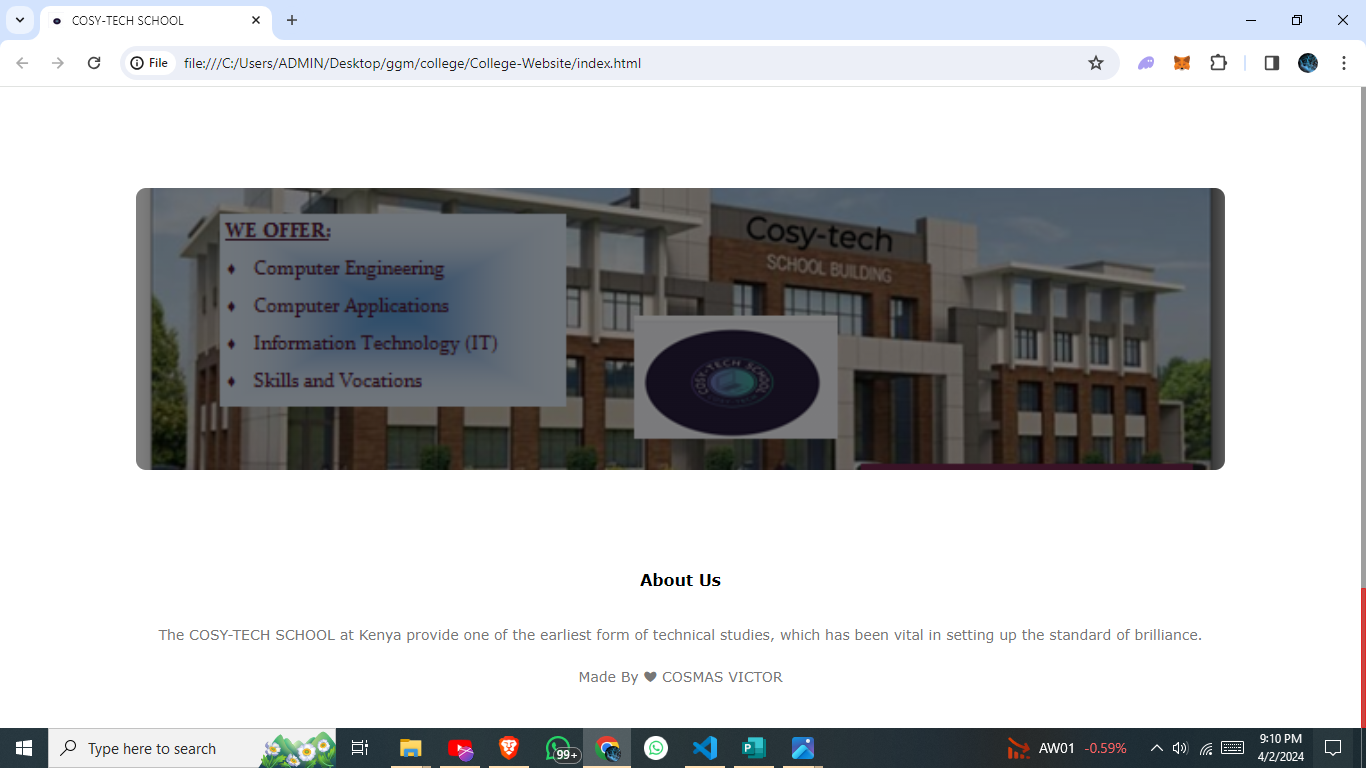 COSY-TECH SCHOOL
File
file:///C:/Users/ADMIN/Desktop/ggm/college/College-Website/index.html
WE OFFER:
♦ Computer Engineering
♦ Computer Applications
♦ Information Technology (IT)
♦ Skills and Vocations
Cosy-tech
SCHOOL BUILDING
COSY-TECH SCHOOL
About Us
The COSY-TECH SCHOOL at Kenya provide one of the earliest form of technical studies, which has been vital in setting up the standard of brilliance.
Made By ♥ COSMAS VICTOR
Type here to search
99+
AW01 -0.59%
9:10 PM
4/2/2024